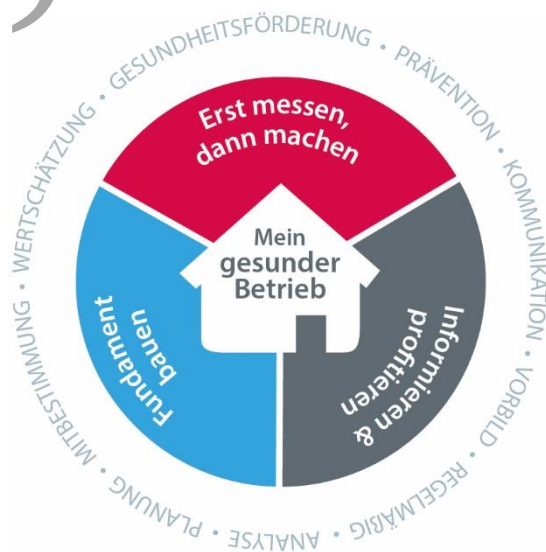 GESUNDHEITSFÖRDERUNG • PRÄVENTION • KOMMUNIKATION • VORBILD • REGELMÄßIG • ANALYSE • PLANUNG • MITBESTIMMUNG • WERTSCHÄTZUNG •
Erst messen,
dann machen
Mein
gesunder
Betrieb
Informieren &
profitieren
Fundament
bauen